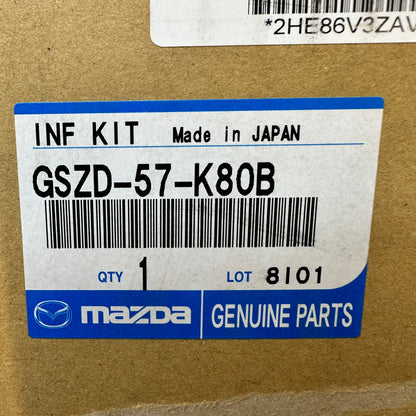 *2HE86V3ZAV
INF KIT Made in JAPAN
GSZD-57-K80B
QTY 1 LOT 8101
mazda GENUINE PARTS